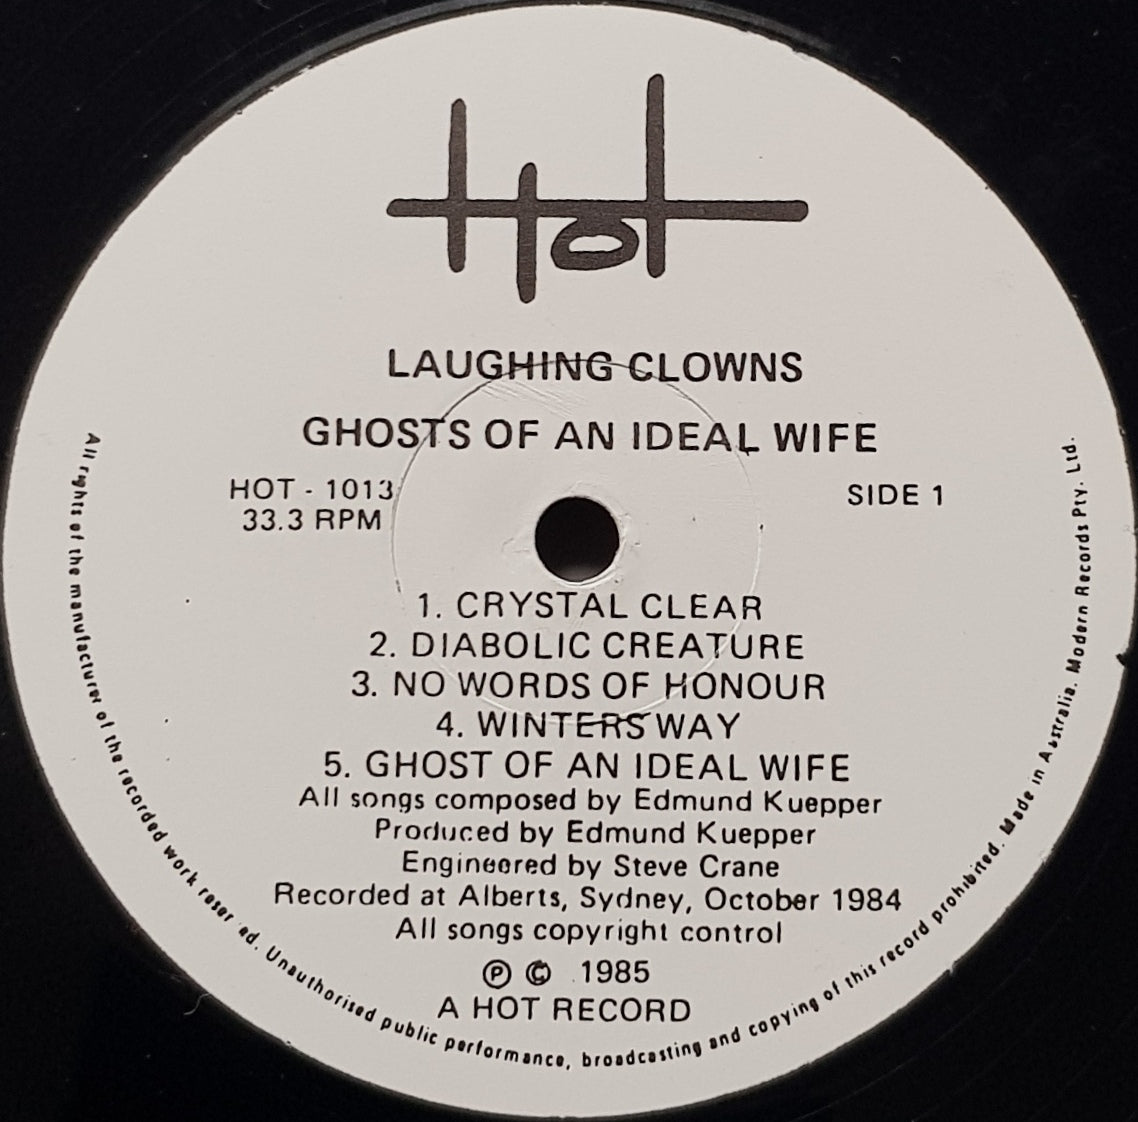 Hot
LAUGHING CLOWNS
GHOSTS OF AN IDEAL WIFE
HOT - 1013
33.3 RPM
SIDE 1
1. CRYSTAL CLEAR
2. DIABOLIC CREATURE
3. NO WORDS OF HONOUR
4. WINTERS WAY
5. GHOST OF AN IDEAL WIFE
All songs composed by Edmund Kuepper
Produced by Edmund Kuepper
Engineered by Steve Crane
Recorded at Alberts, Sydney, October 1984
All songs copyright control
Ⓟ © 1985
A HOT RECORD
All rights of the manufacturer of the recorded work reser ed. Unauthorised public performance, broadcasting and copying of this record prohibited. Made in Australia. Modern Records Pty. Ltd.